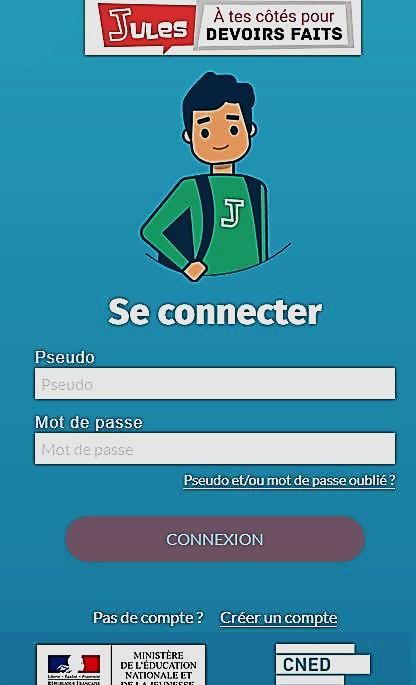 Jules
À tes côtés pour
DEVOIRS FAITS
J
Se connecter
Pseudo
Pseudo
Mot de passe
Mot de passe
Pseudo et/ou mot de passe oublié ?
CONNEXION
Pas de compte ? Créer un compte
MINISTÈRE
DE L'ÉDUCATION
NATIONALE ET
DE LA JEUNESSE
Liberté • Égalité • Fraternité
RÉPUBLIQUE FRANÇAISE
CNED